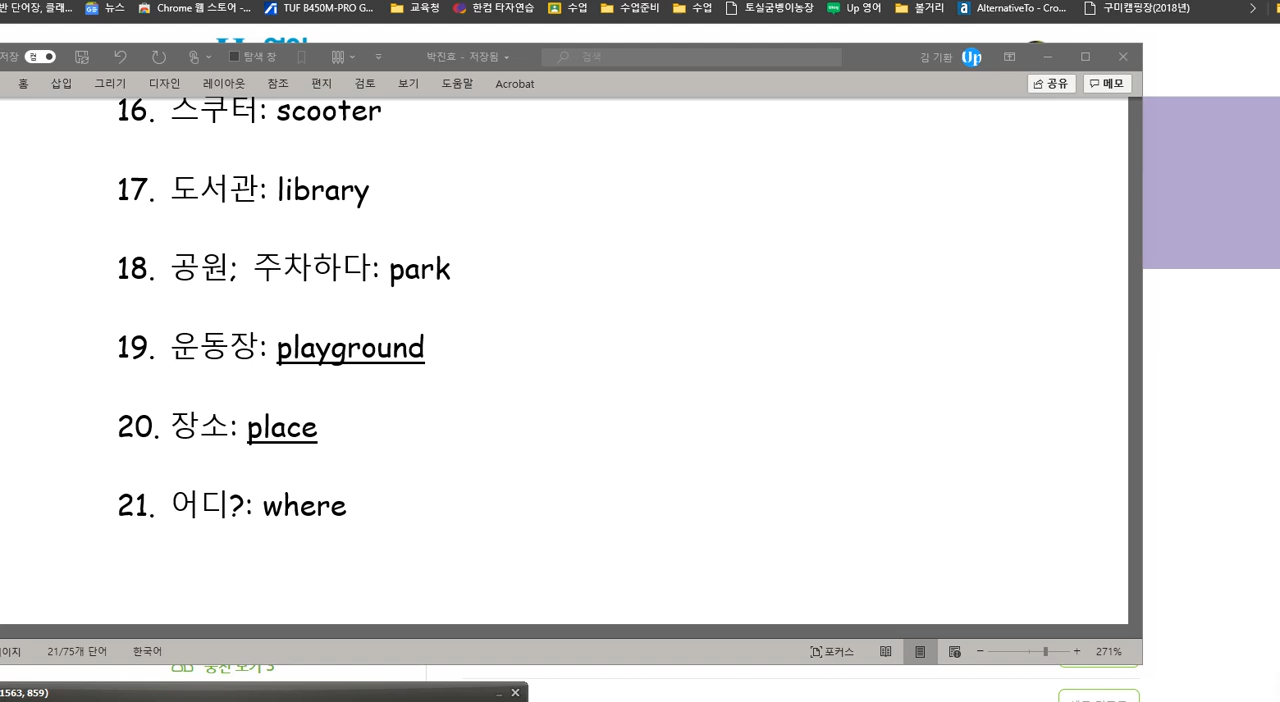 반 단어장, 클래... 뉴스 Chrome 웹 스토어 -... TUF B450M-PRO G... 교육청 한컴 타자연습 수업 수업준비 수업 토실굼벵이농장 Up 영어 볼거리 AlternativeTo - Cro... 구미캠핑장(2018년)
저장 컴 탐색 창 박진효 - 저장됨 검색 김 기환 Up
홈 삽입 그리기 디자인 레이아웃 참조 편지 검토 보기 도움말 Acrobat 공유 메모
16. 스쿠터: scooter
17. 도서관: library
18. 공원; 주차하다: park
19. 운동장: playground
20. 장소: place
21. 어디?: where
이지 21/75개 단어 한국어 포커스 271%
1563, 859)